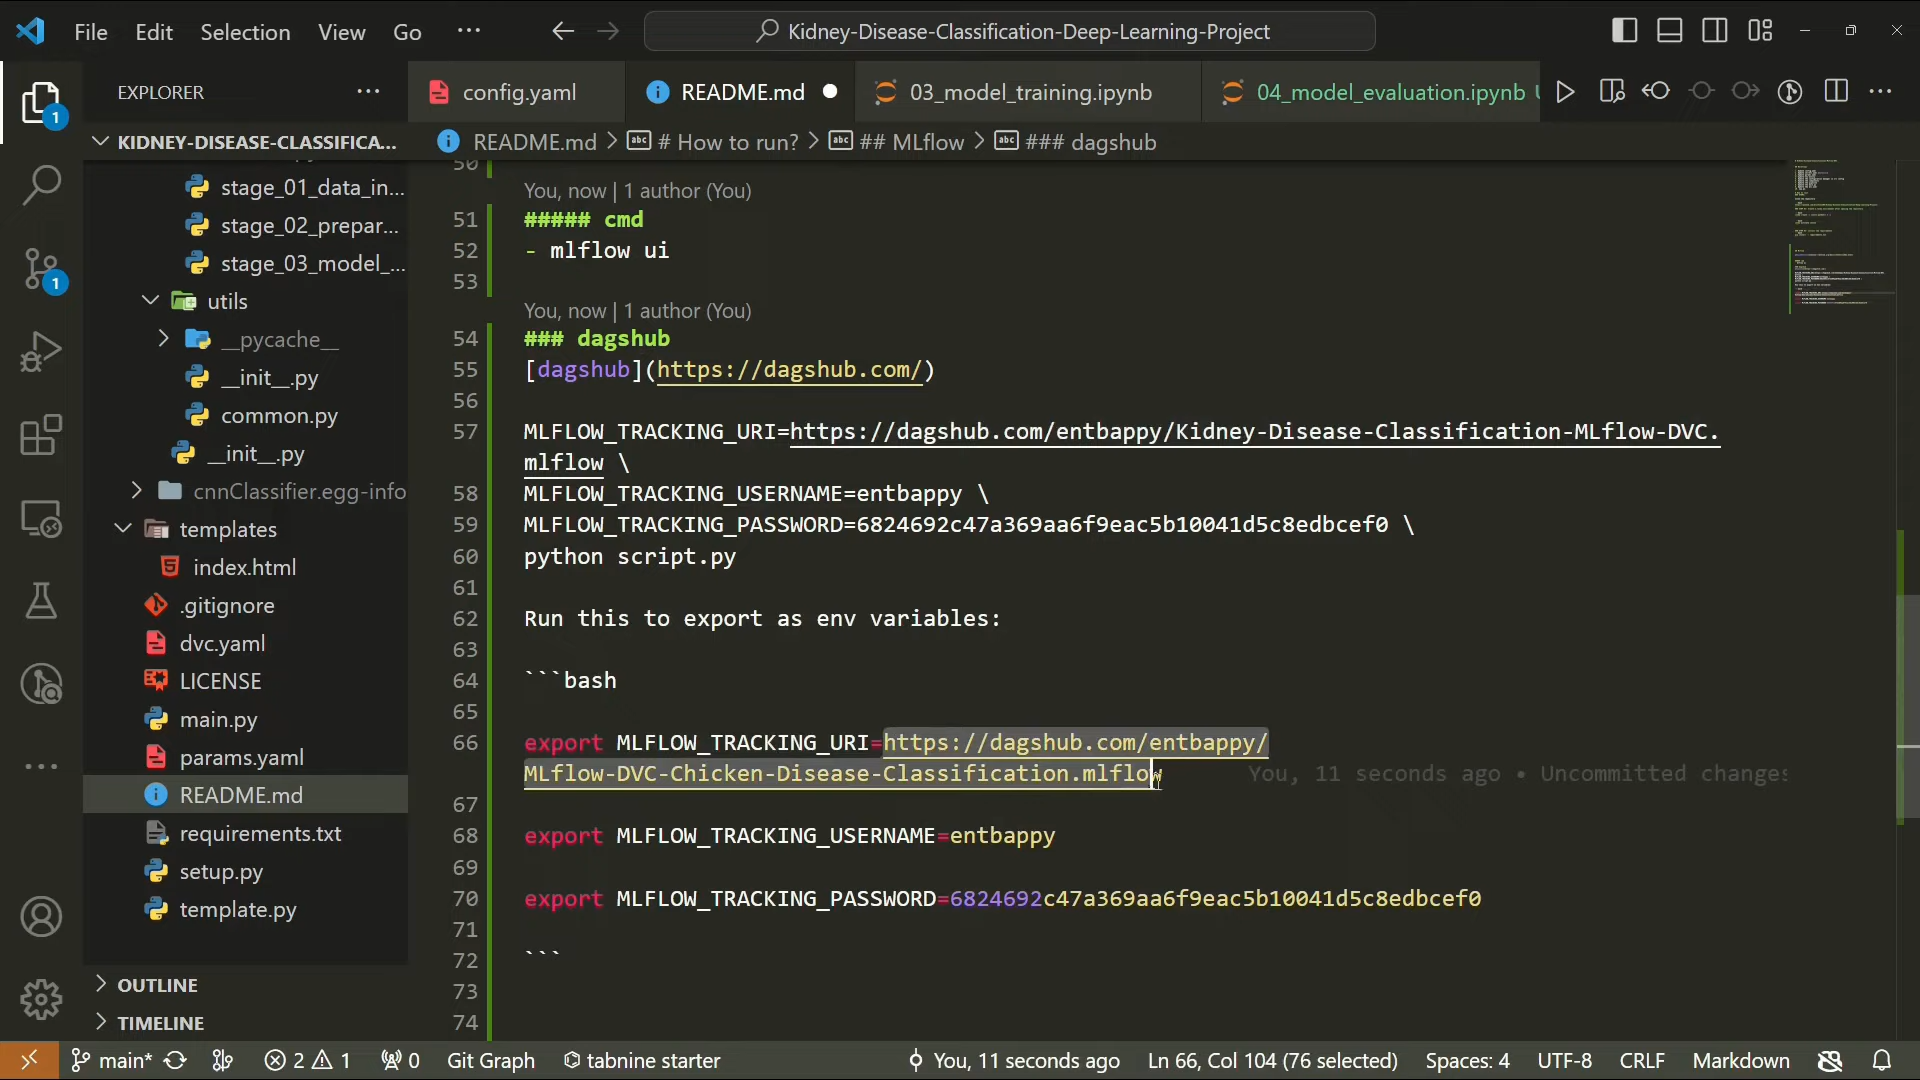 File Edit Selection View Go ···
Kidney-Disease-Classification-Deep-Learning-Project
EXPLORER ···
config.yaml
README.md
03_model_training.ipynb
04_model_evaluation.ipynb
KIDNEY-DISEASE-CLASSIFICA...
README.md > # How to run? > ## MLflow > ### dagshub
stage_01_data_in...
stage_02_prepar...
stage_03_model_...
utils
__pycache__
__init__.py
common.py
__init__.py
cnnClassifier.egg-info
templates
index.html
.gitignore
dvc.yaml
LICENSE
main.py
params.yaml
README.md
requirements.txt
setup.py
template.py
OUTLINE
TIMELINE
1
1
50
You, now | 1 author (You)
51 ##### cmd
52 - mlflow ui
53
You, now | 1 author (You)
54 ### dagshub
55 [dagshub](https://dagshub.com/)
56
57 MLFLOW_TRACKING_URI=https://dagshub.com/entbappy/Kidney-Disease-Classification-MLflow-DVC.
mlflow \
58 MLFLOW_TRACKING_USERNAME=entbappy \
59 MLFLOW_TRACKING_PASSWORD=6824692c47a369aa6f9eac5b10041d5c8edbcef0 \
60 python script.py
61
62 Run this to export as env variables:
63
64 ```bash
65
66 export MLFLOW_TRACKING_URI=https://dagshub.com/entbappy/
MLflow-DVC-Chicken-Disease-Classification.mlflow You, 11 seconds ago • Uncommitted changes
67
68 export MLFLOW_TRACKING_USERNAME=entbappy
69
70 export MLFLOW_TRACKING_PASSWORD=6824692c47a369aa6f9eac5b10041d5c8edbcef0
71
72 ```
73
74
main* 2 1 0 Git Graph tabnine starter You, 11 seconds ago Ln 66, Col 104 (76 selected) Spaces: 4 UTF-8 CRLF Markdown